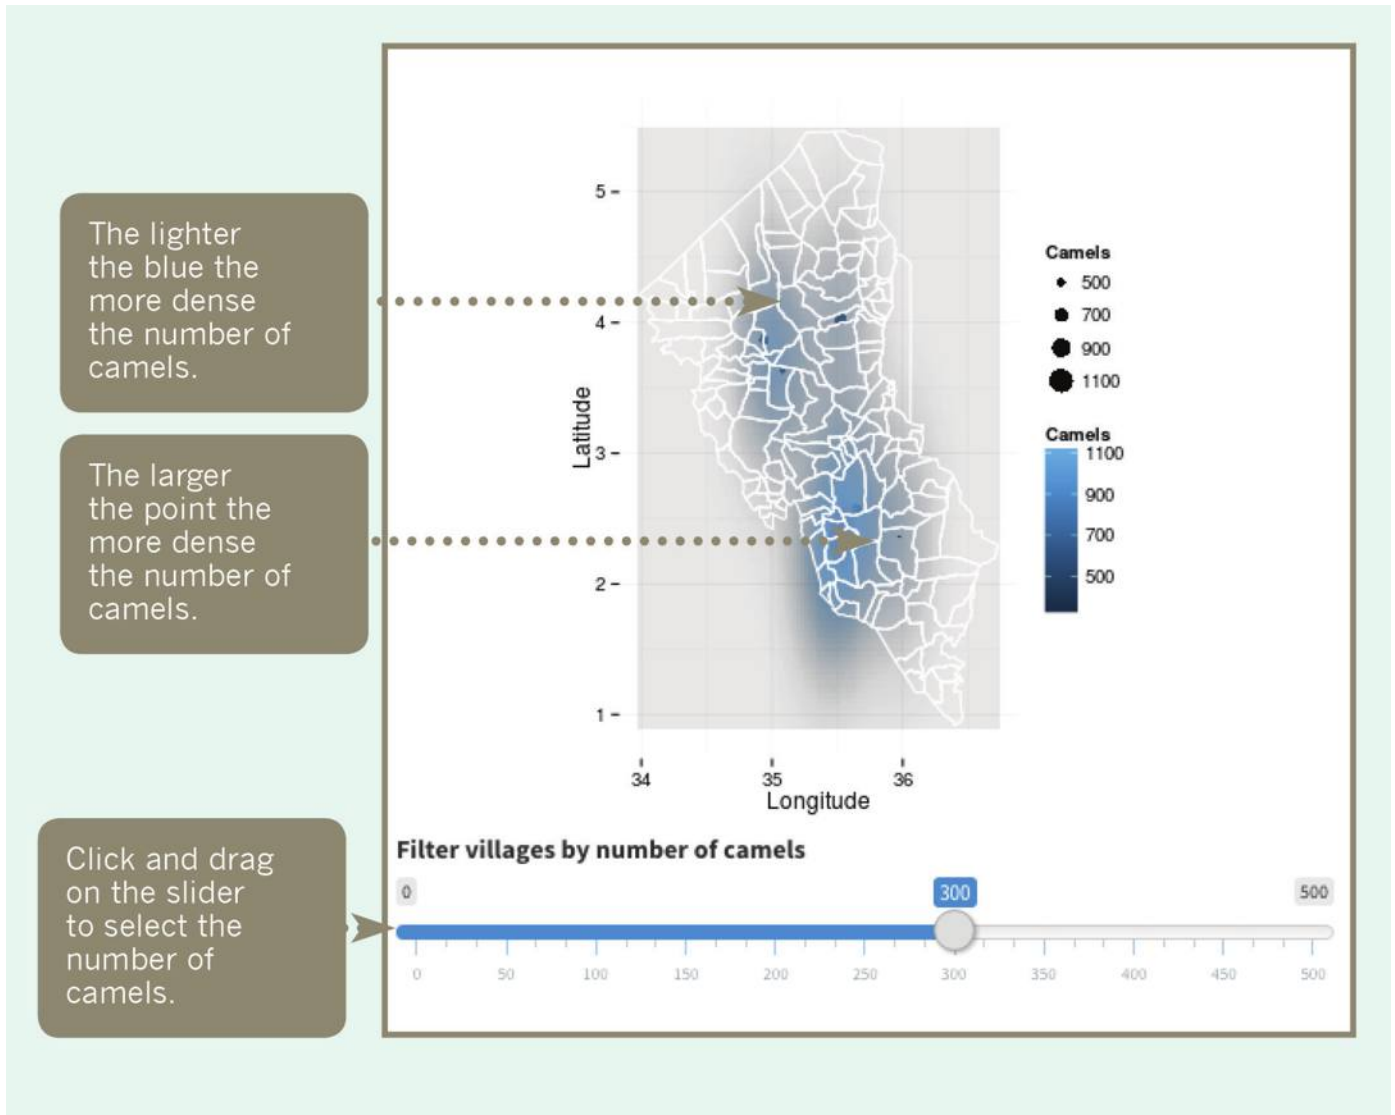 The lighter
the blue the
more dense
the number of
camels.
The larger
the point the
more dense
the number of
camels.
Click and drag
on the slider
to select the
number of
camels.
5
4
3
2
1
Latitude
34 35 36
Longitude
Camels
500
700
900
1100
Camels
1100
900
700
500
Filter villages by number of camels
0 300 500
0 50 100 150 200 250 300 350 400 450 500